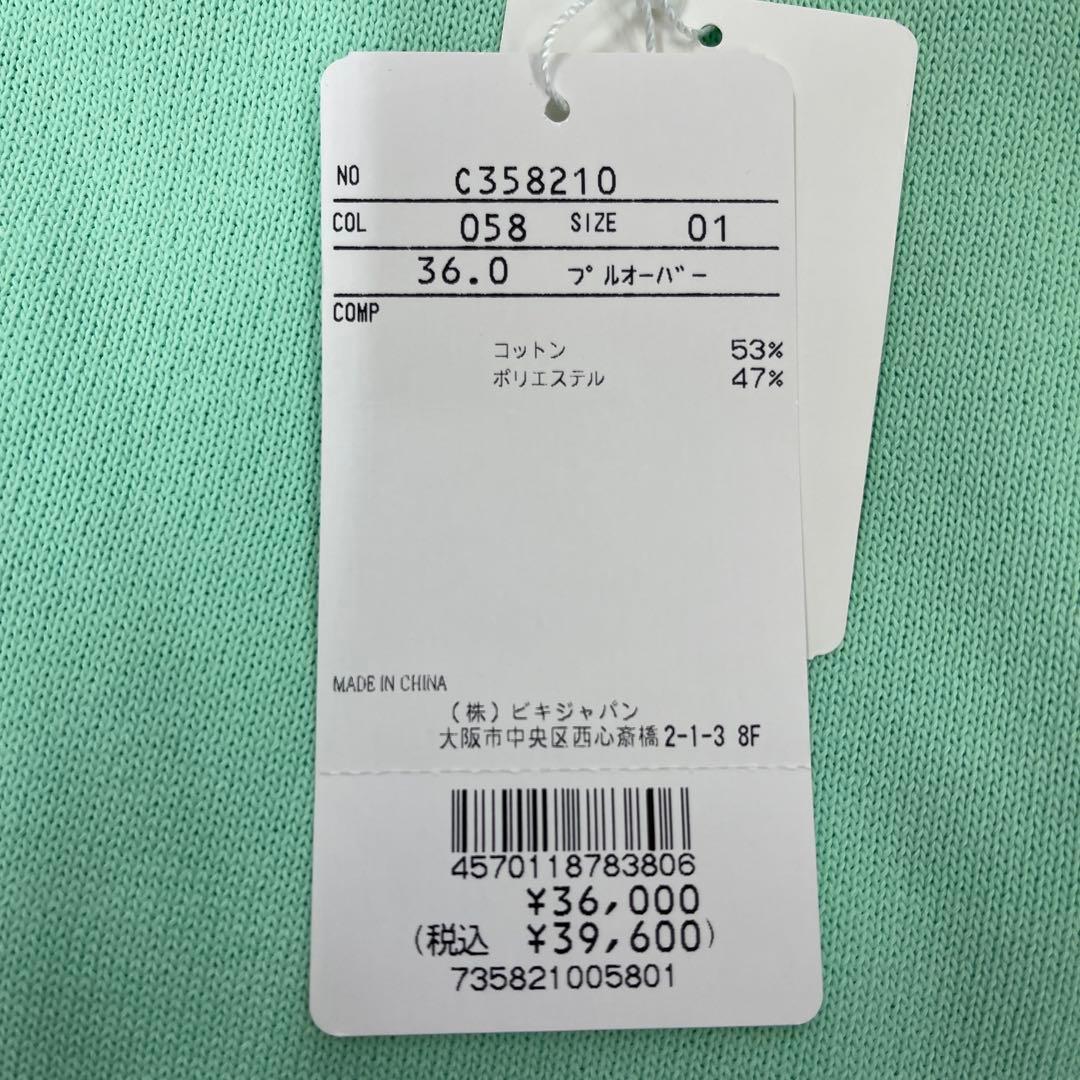 NO C358210
COL 058 SIZE 01
36.0 プルオーバー
COMP
コットン 53%
ポリエステル 47%
MADE IN CHINA
(株)ビキジャパン
大阪市中央区西心斎橋2-1-3 8F
4570118783806
¥36,000
(税込 ¥39,600)
735821005801